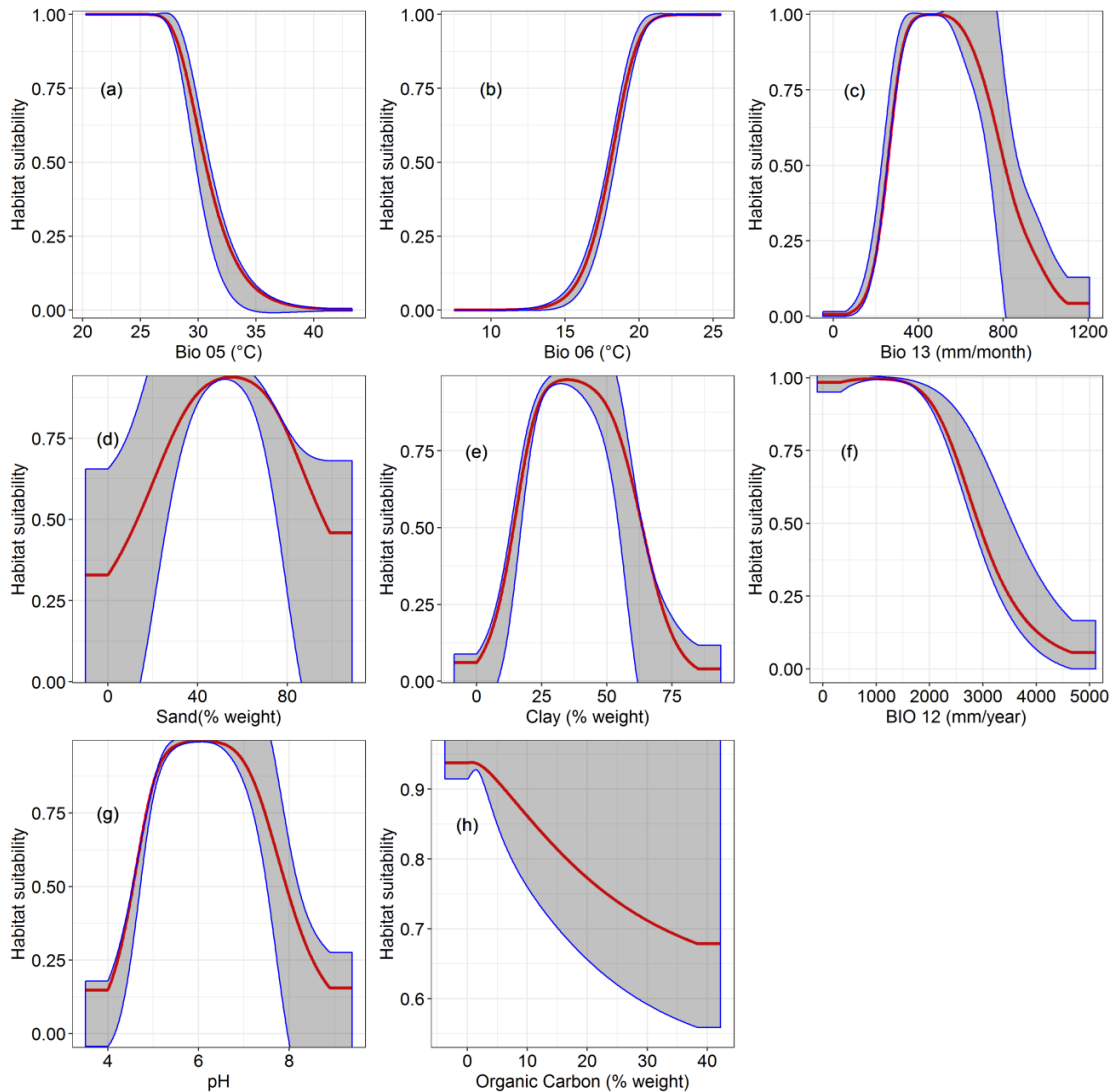 1.00
0.75
0.50
0.25
0.00
Habitat suitability
(a)
20
30
40
Bio 05 (°C)
1.00
0.75
0.50
0.25
0.00
Habitat suitability
(b)
10
15
20
25
Bio 06 (°C)
1.00
0.75
0.50
0.25
0.00
Habitat suitability
(c)
0
400
800
1200
Bio 13 (mm/month)
0.75
0.50
0.25
0.00
Habitat suitability
(d)
0
40
80
Sand(% weight)
0.75
0.50
0.25
0.00
Habitat suitability
(e)
0
25
50
75
Clay (% weight)
1.00
0.75
0.50
0.25
0.00
Habitat suitability
(f)
0
1000
2000
3000
4000
5000
BIO 12 (mm/year)
0.75
0.50
0.25
0.00
Habitat suitability
(g)
4
6
8
pH
0.9
0.8
0.7
0.6
Habitat suitability
(h)
0
10
20
30
40
Organic Carbon (% weight)